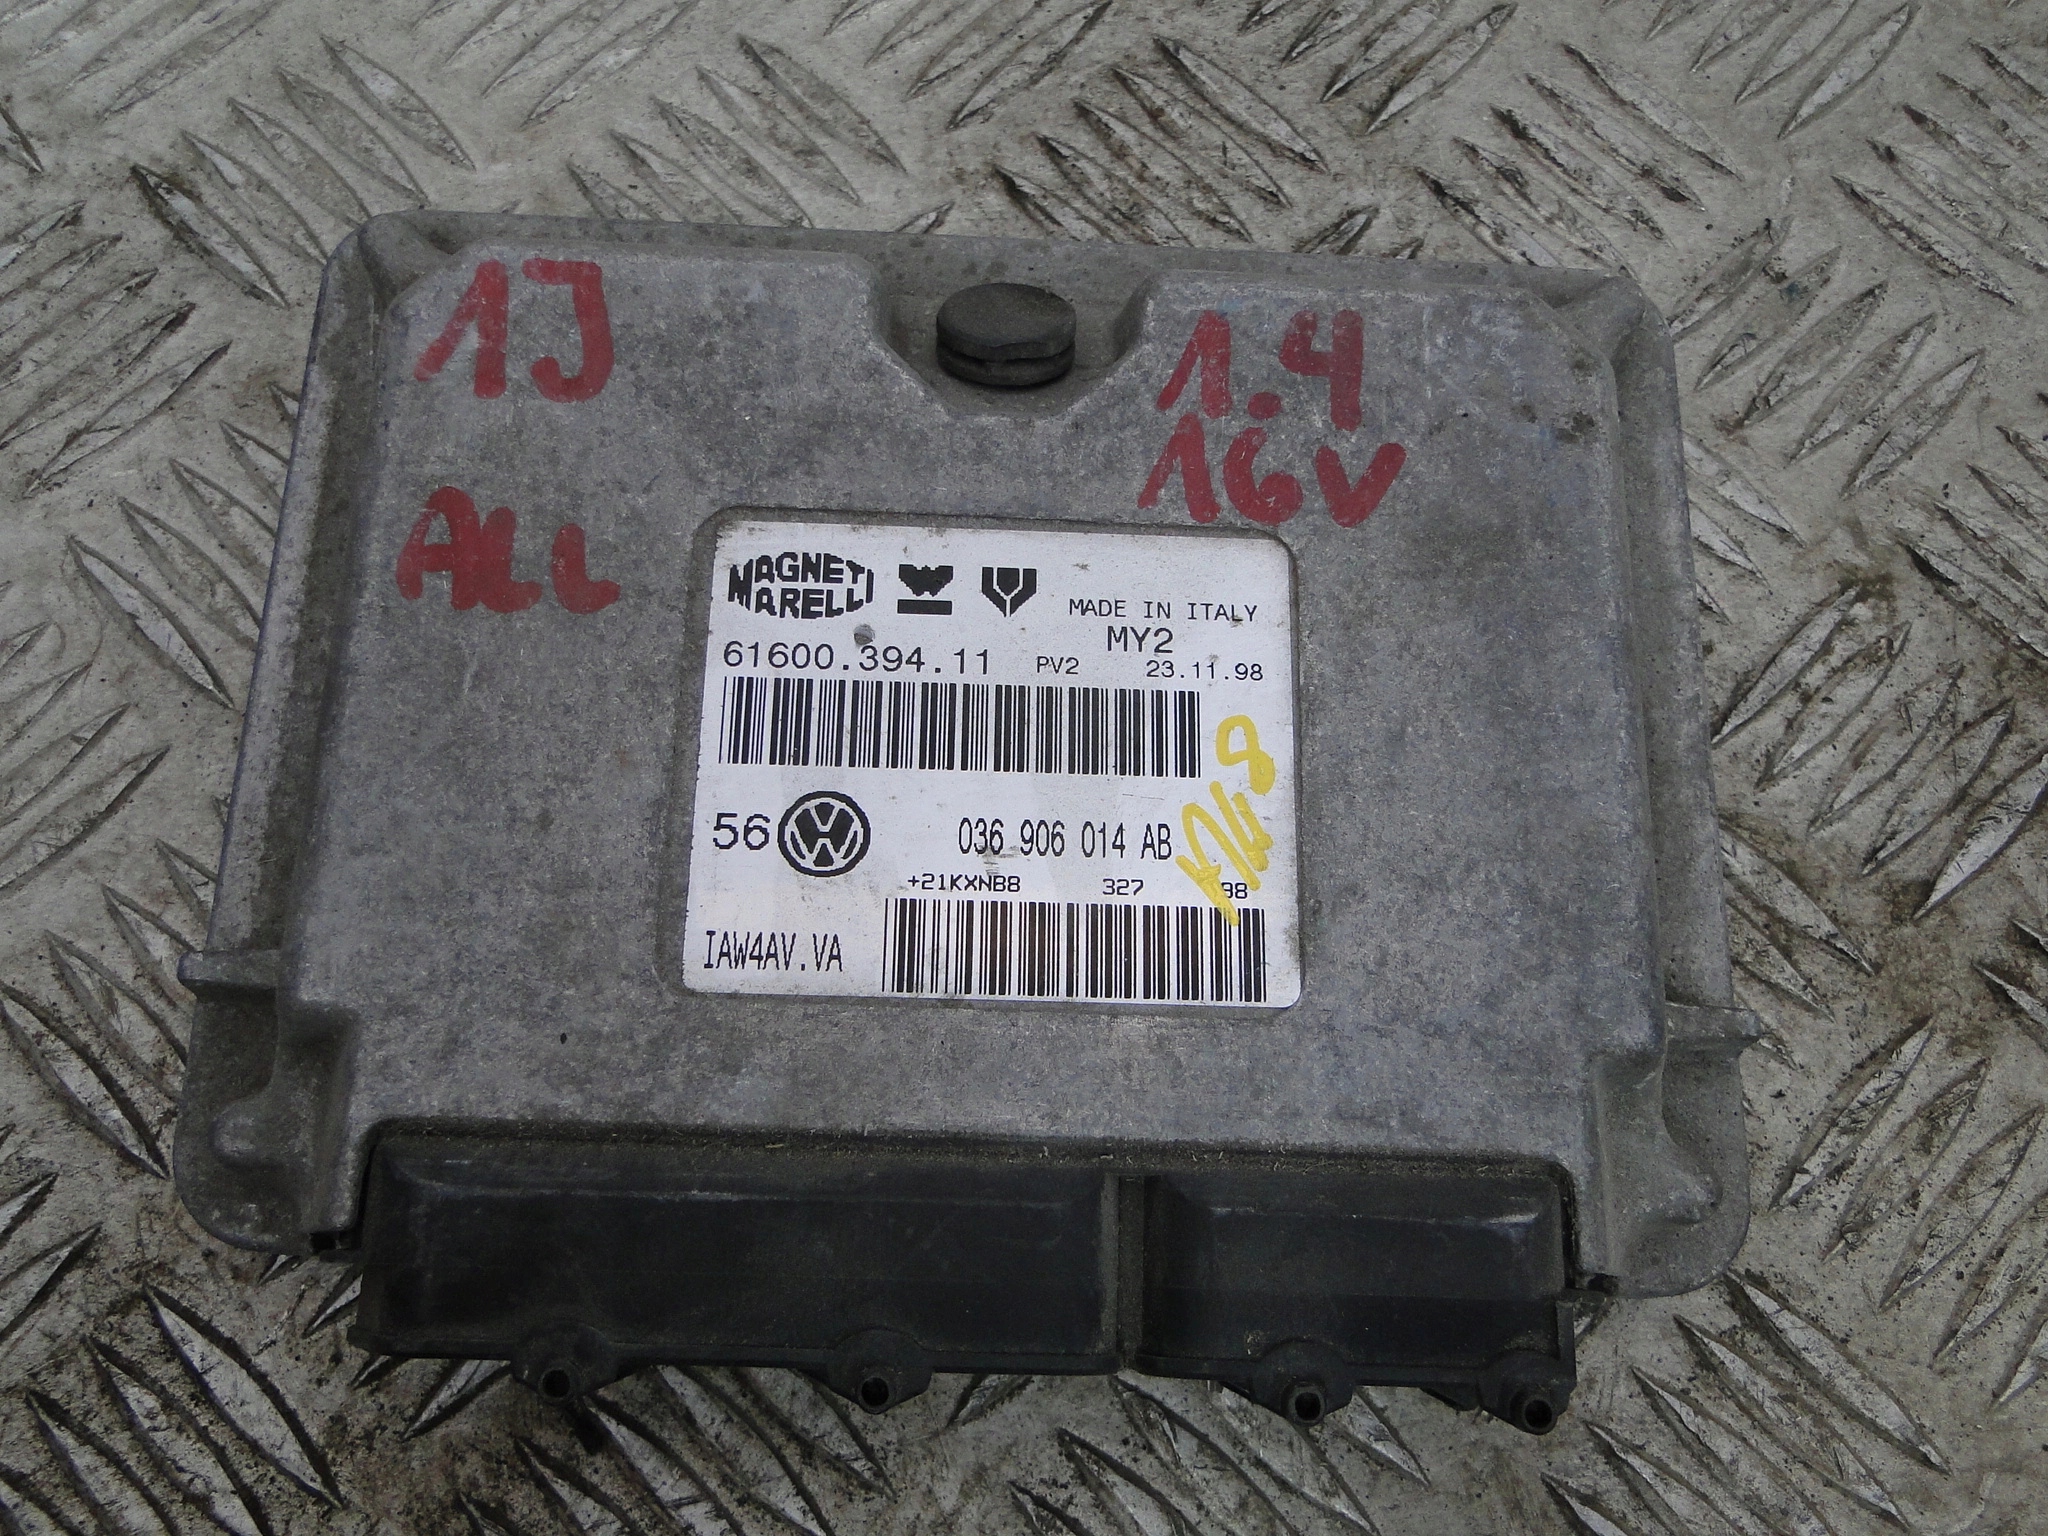 1J
1.4
16V
ALL
MAGNETI MARELLI
MADE IN ITALY
MY2
61600.394.11 PV2 23.11.98
56 036 906 014 AB
+21KXNB8 327 98
IAW4AV.VA